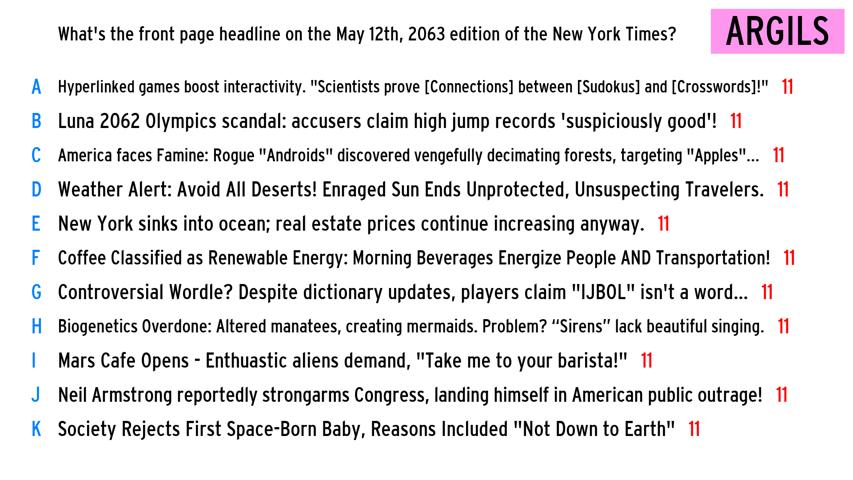 What's the front page headline on the May 12th, 2063 edition of the New York Times?
ARGILS
A Hyperlinked games boost interactivity. "Scientists prove [Connections] between [Sudokus] and [Crosswords]!" 11
B Luna 2062 Olympics scandal: accusers claim high jump records 'suspiciously good'! 11
C America faces Famine: Rogue "Androids" discovered vengefully decimating forests, targeting "Apples"... 11
D Weather Alert: Avoid All Deserts! Enraged Sun Ends Unprotected, Unsuspecting Travelers. 11
E New York sinks into ocean; real estate prices continue increasing anyway. 11
F Coffee Classified as Renewable Energy: Morning Beverages Energize People AND Transportation! 11
G Controversial Wordle? Despite dictionary updates, players claim "IJBOL" isn't a word... 11
H Biogenetics Overdone: Altered manatees, creating mermaids. Problem? “Sirens” lack beautiful singing. 11
I Mars Cafe Opens - Enthuastic aliens demand, "Take me to your barista!" 11
J Neil Armstrong reportedly strongarms Congress, landing himself in American public outrage! 11
K Society Rejects First Space-Born Baby, Reasons Included "Not Down to Earth" 11